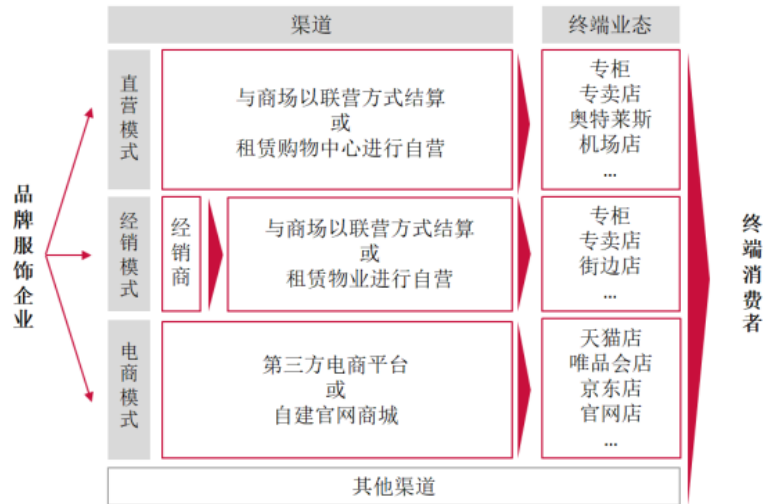 渠道
终端业态
品牌服饰企业
直营模式
与商场以联营方式结算
或
租赁购物中心进行自营
专柜
专卖店
奥特莱斯
机场店
...
经销模式
经销商
与商场以联营方式结算
或
租赁物业进行自营
专柜
专卖店
街边店
...
电商模式
第三方电商平台
或
自建官网商城
天猫店
唯品会店
京东店
官网店
...
其他渠道
终端消费者